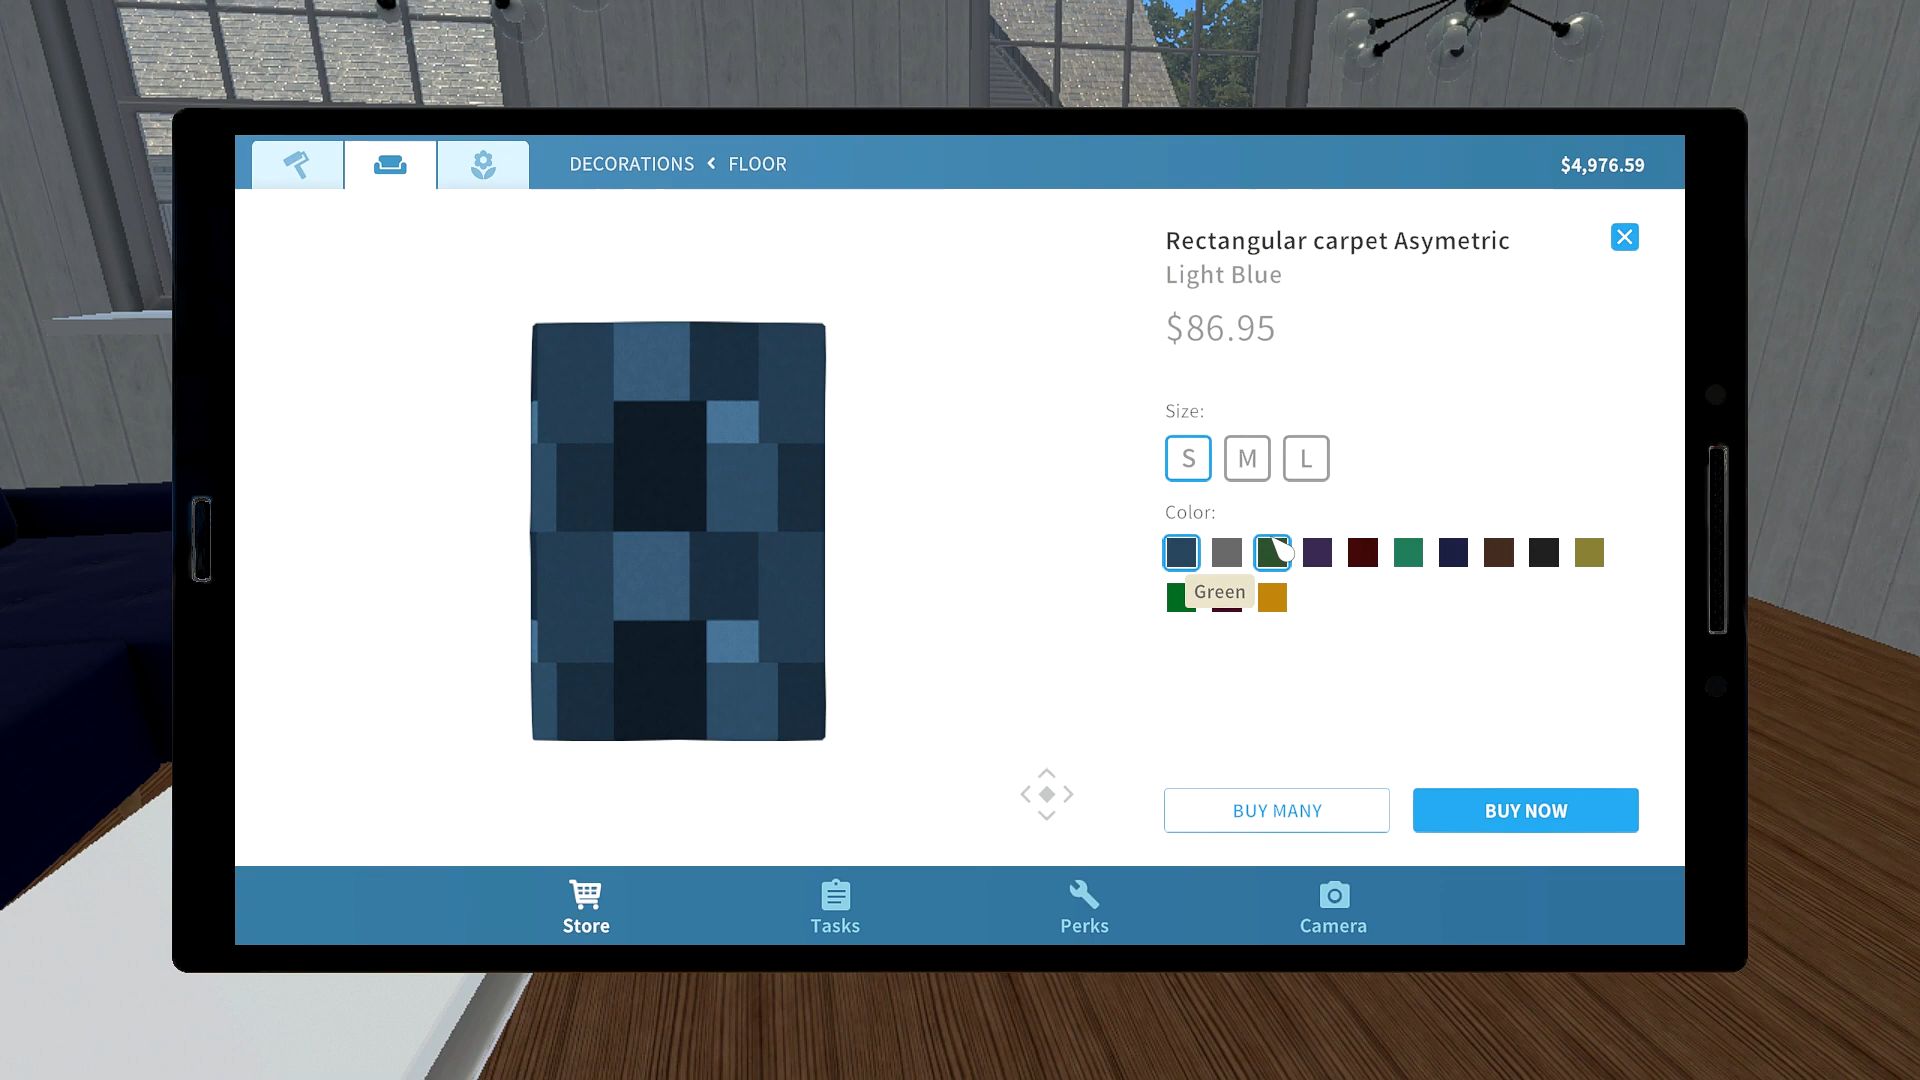 DECORATIONS < FLOOR
$4,976.59
Rectangular carpet Asymetric
Light Blue
$86.95
Size:
S M L
Color:
Green
BUY MANY
BUY NOW
Store
Tasks
Perks
Camera